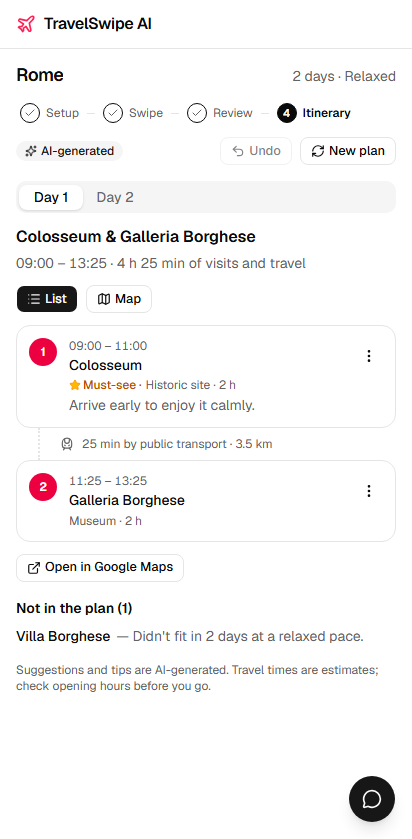 TravelSwipe AI
Rome
2 days · Relaxed
Setup
Swipe
Review
4 Itinerary
AI-generated
Undo
New plan
Day 1
Day 2
Colosseum & Galleria Borghese
09:00 – 13:25 · 4 h 25 min of visits and travel
List
Map
1
09:00 – 11:00
Colosseum
Must-see · Historic site · 2 h
Arrive early to enjoy it calmly.
25 min by public transport · 3.5 km
2
11:25 – 13:25
Galleria Borghese
Museum · 2 h
Open in Google Maps
Not in the plan (1)
Villa Borghese — Didn't fit in 2 days at a relaxed pace.
Suggestions and tips are AI-generated. Travel times are estimates;
check opening hours before you go.